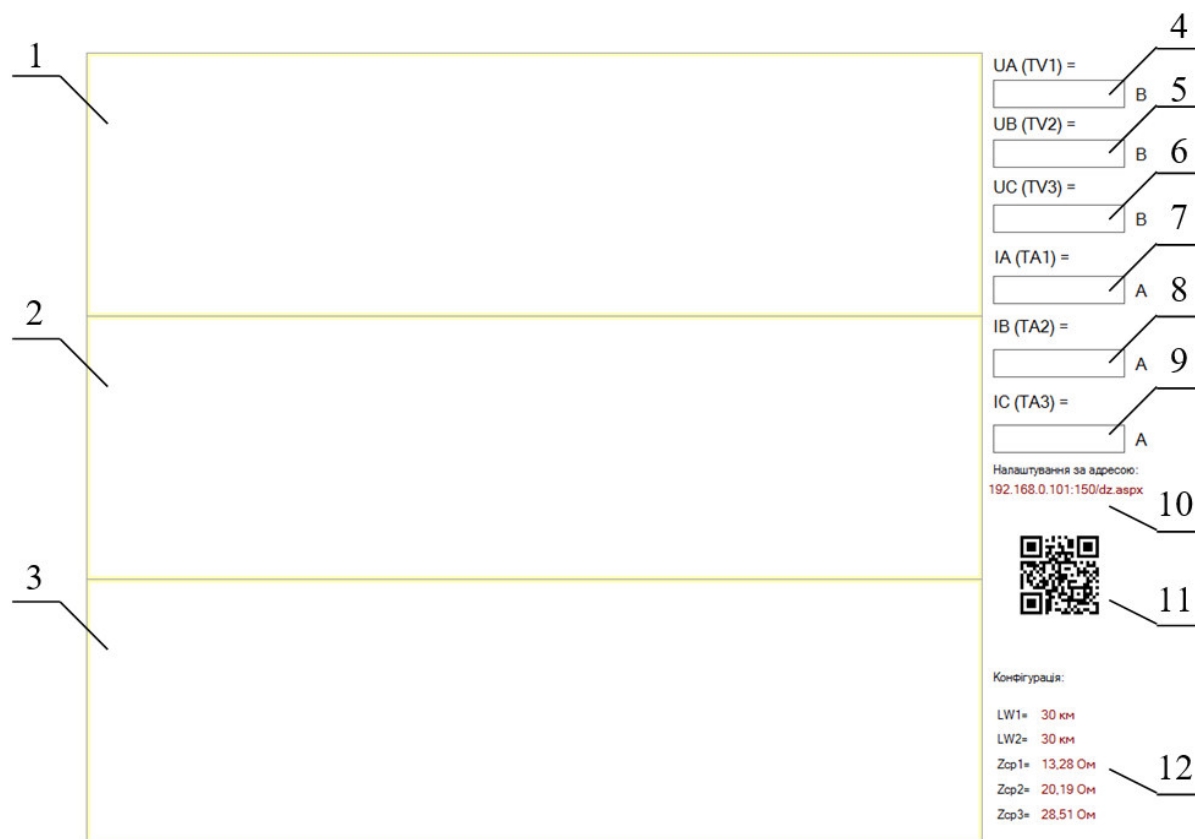 1
2
3
4
UA (TV1) =
В
5
UB (TV2) =
В
6
UC (TV3) =
В
7
IA (TA1) =
А
8
IB (TA2) =
А
9
IC (TA3) =
А
Налаштування за адресою:
192.168.0.101:150/dz.aspx
10
11
Конфігурація:
LW1= 30 км
LW2= 30 км
Zcp1= 13,28 Ом
12
Zcp2= 20,19 Ом
Zcp3= 28,51 Ом